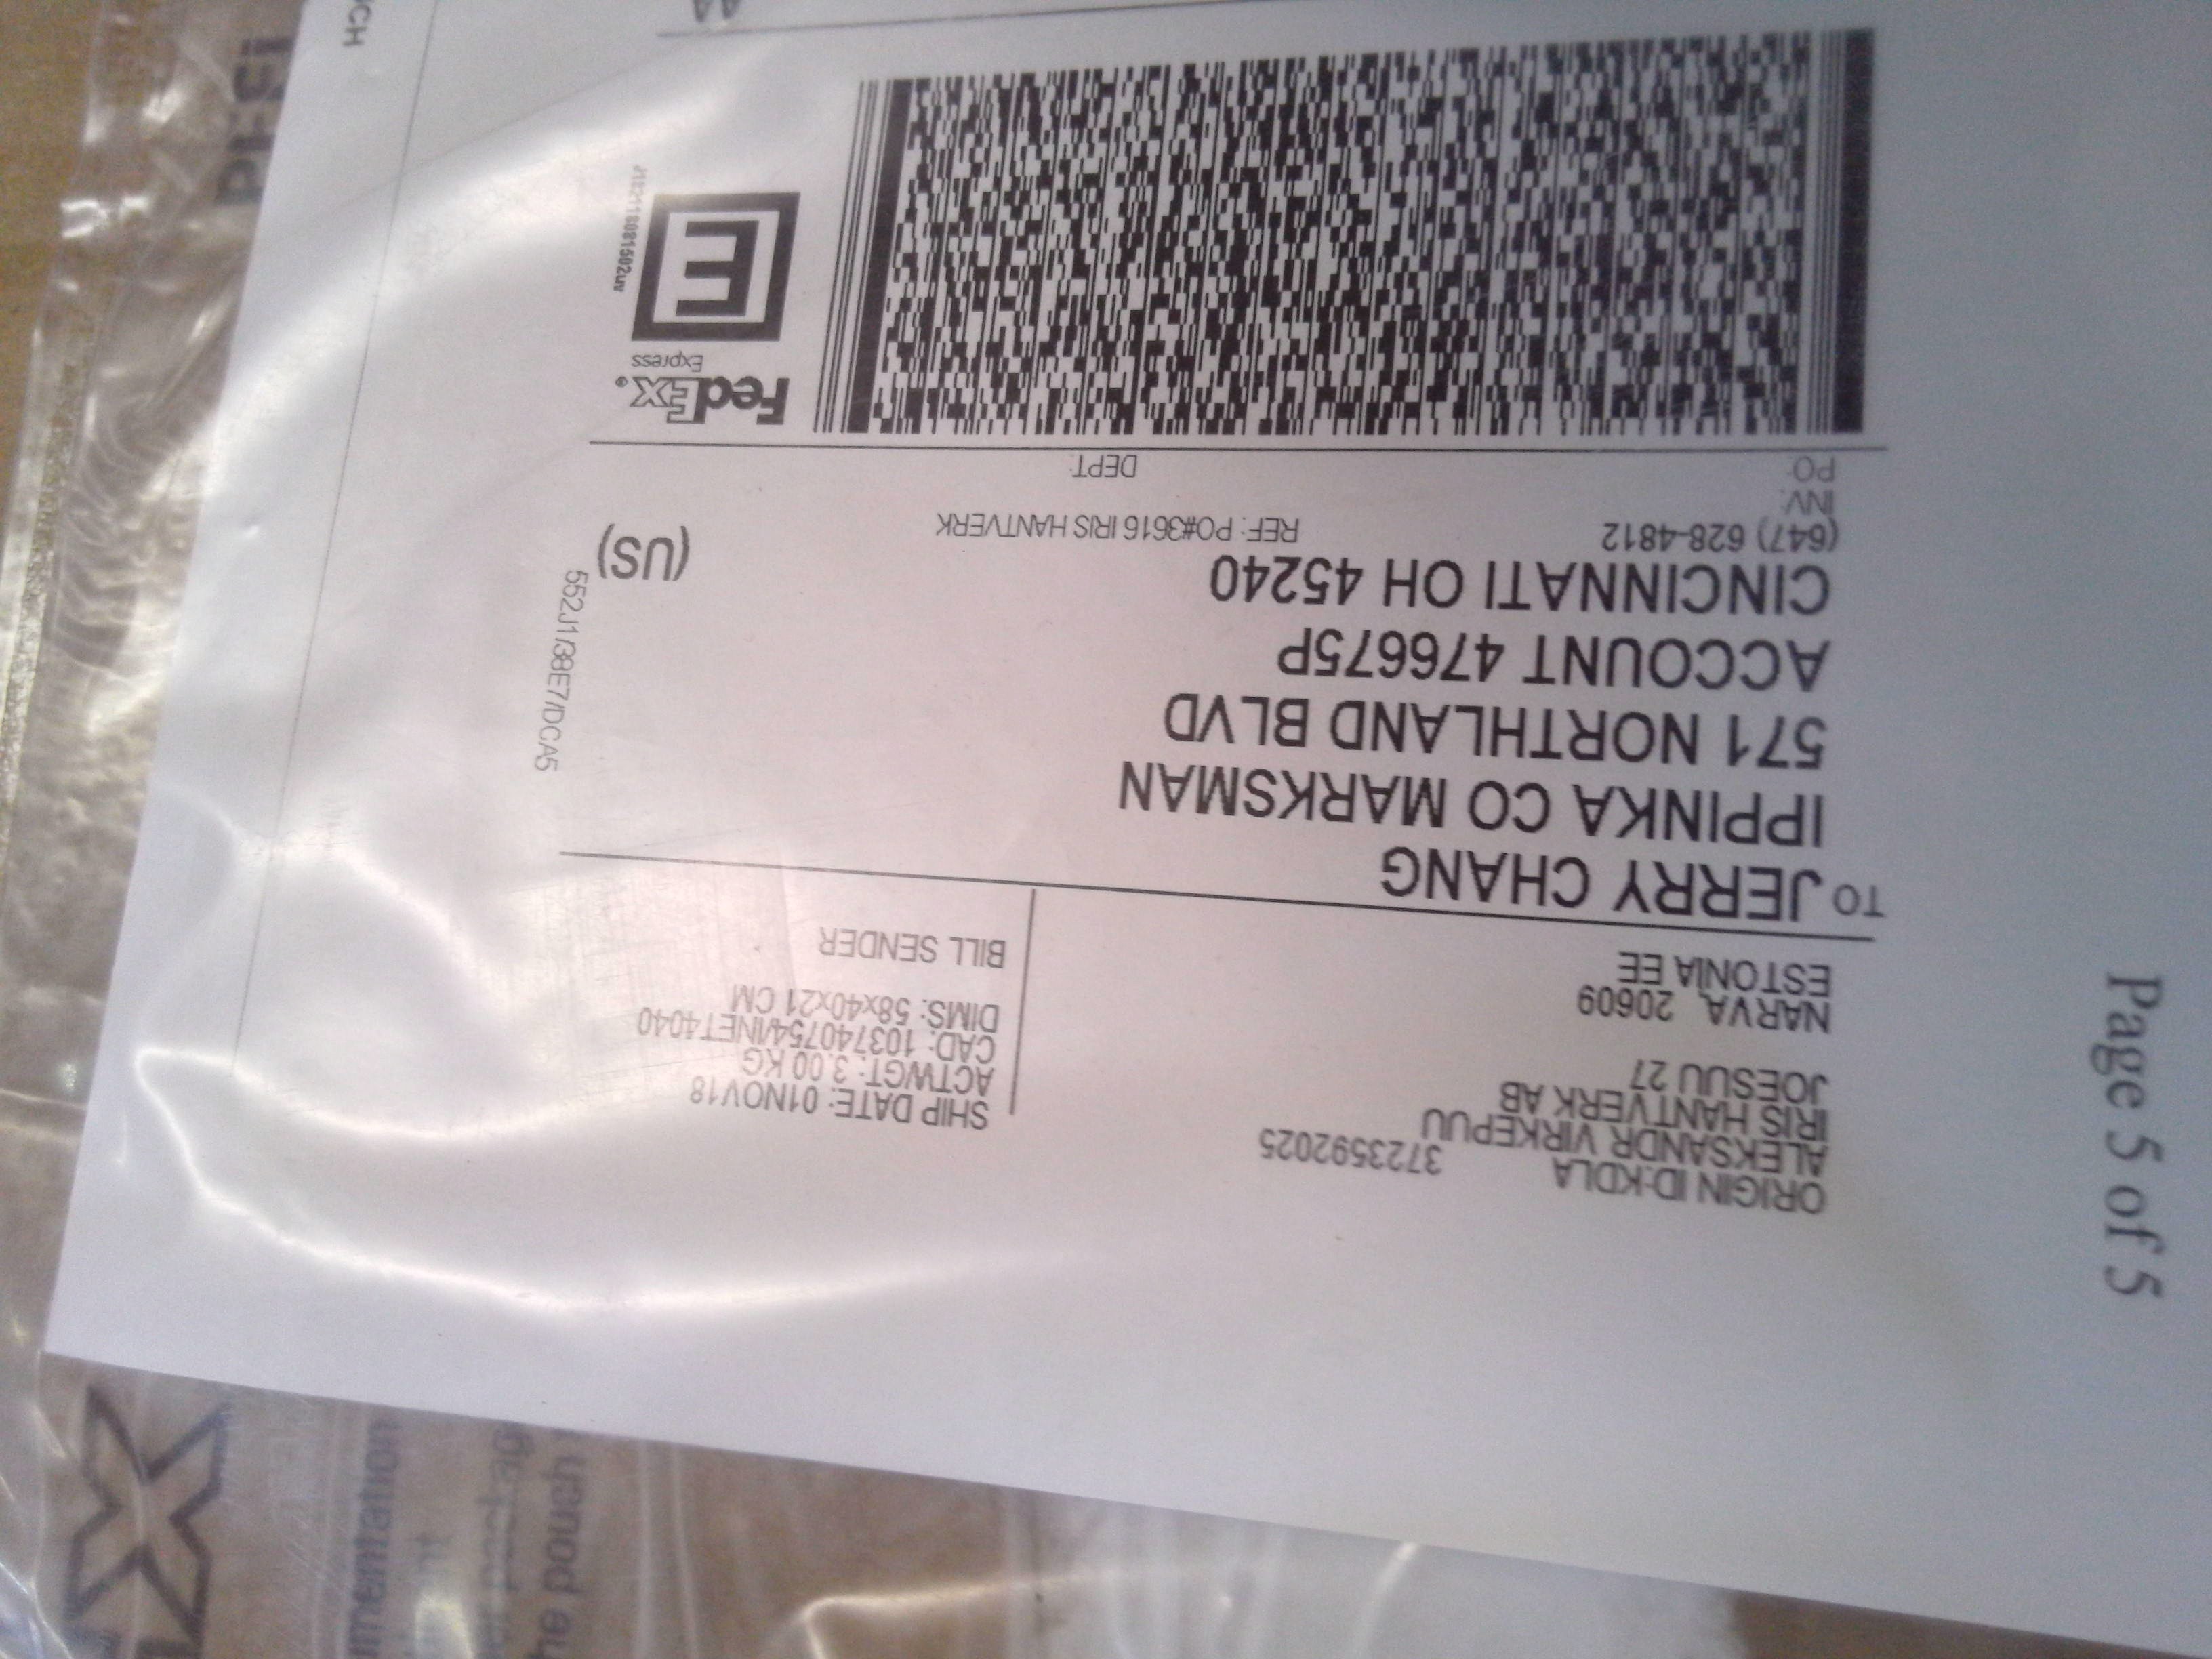 ORIGIN ID:KDLA 3723592025
ALEKSANDR VIRKEPUU
IRIS HANTVERK AB
JOESUU 27
NARVA, 20609
ESTONIA EE
SHIP DATE: 01NOV18
ACTWGT: 3.00 KG
CAD: 103740754/INET4040
DIMS: 58x40x21 CM
BILL SENDER
TO JERRY CHANG
IPPINKA CO MARKSMAN
571 NORTHLAND BLVD
ACCOUNT 476675P
CINCINNATI OH 45240
(US)
(647) 628-4812
REF: PO#3616 IRIS HANTVERK
INV:
PO:
DEPT:
552J1/38E7/DCA5
FedEx®
Express
E
Page 5 of 5
the pouch